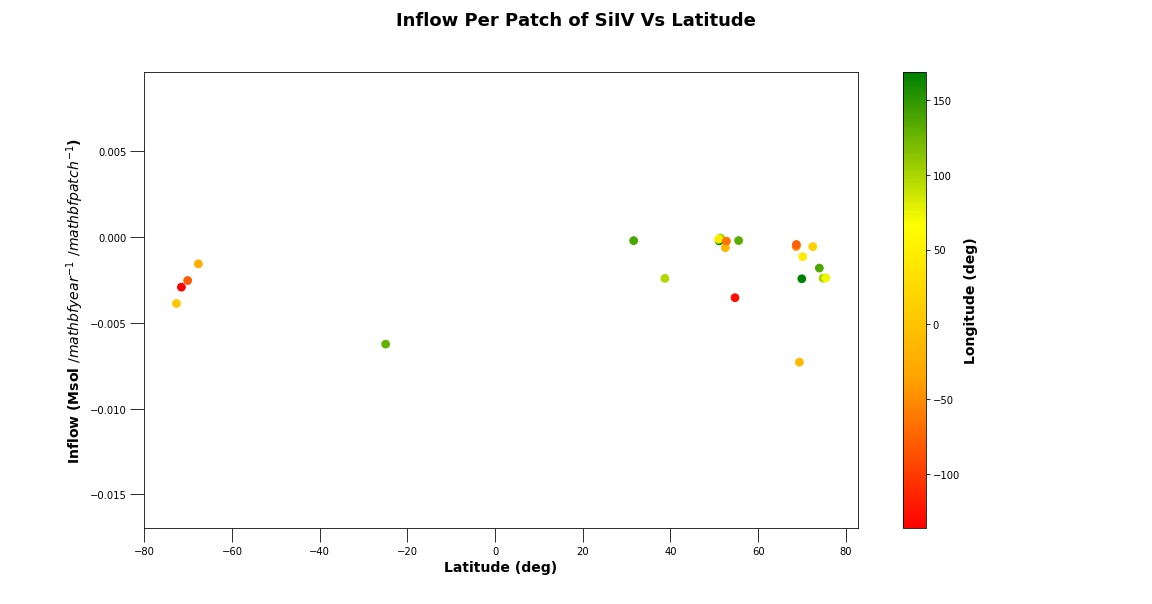 Inflow Per Patch of SiIV Vs Latitude
Inflow (Msol /mathbfyear⁻¹ /mathbfpatch⁻¹)
0.005
0.000
−0.005
−0.010
−0.015
−80 −60 −40 −20 0 20 40 60 80
Latitude (deg)
150
100
50
0
−50
−100
Longitude (deg)